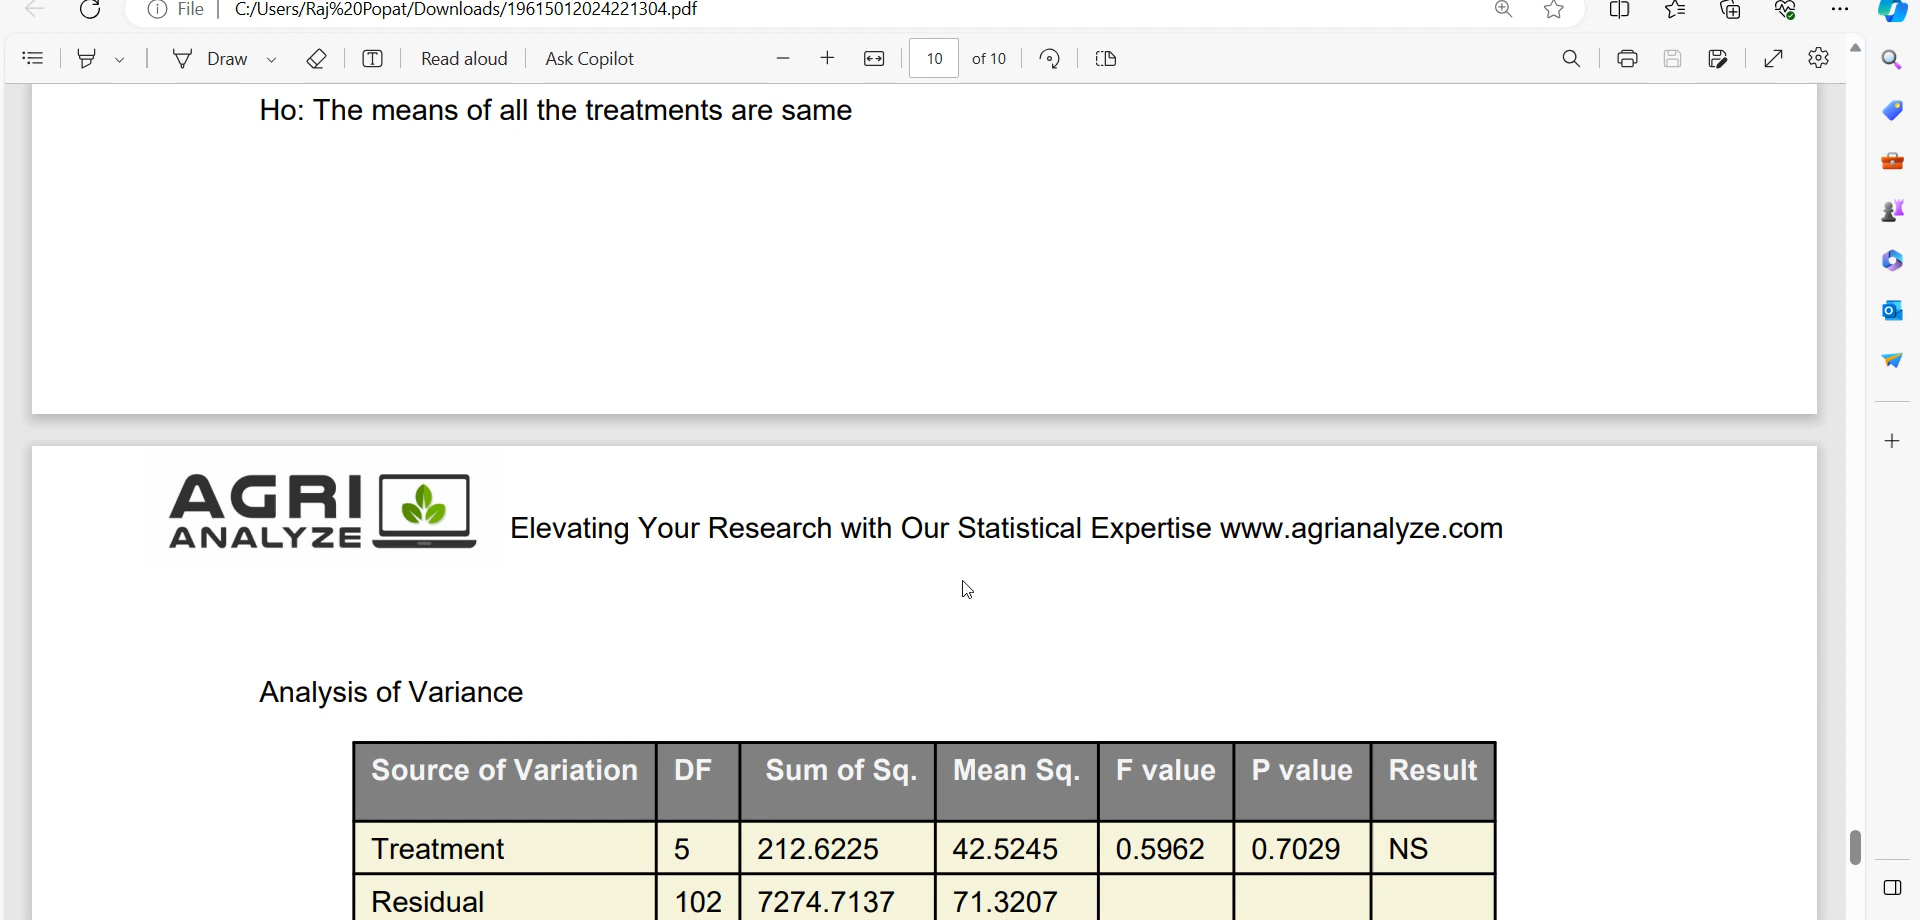 File | C:/Users/Raj%20Popat/Downloads/19615012024221304.pdf
Draw Read aloud Ask Copilot 10 of 10
Ho: The means of all the treatments are same
AGRI
ANALYZE
Elevating Your Research with Our Statistical Expertise www.agrianalyze.com
Analysis of Variance
Source of Variation DF Sum of Sq. Mean Sq. F value P value Result
Treatment 5 212.6225 42.5245 0.5962 0.7029 NS
Residual 102 7274.7137 71.3207